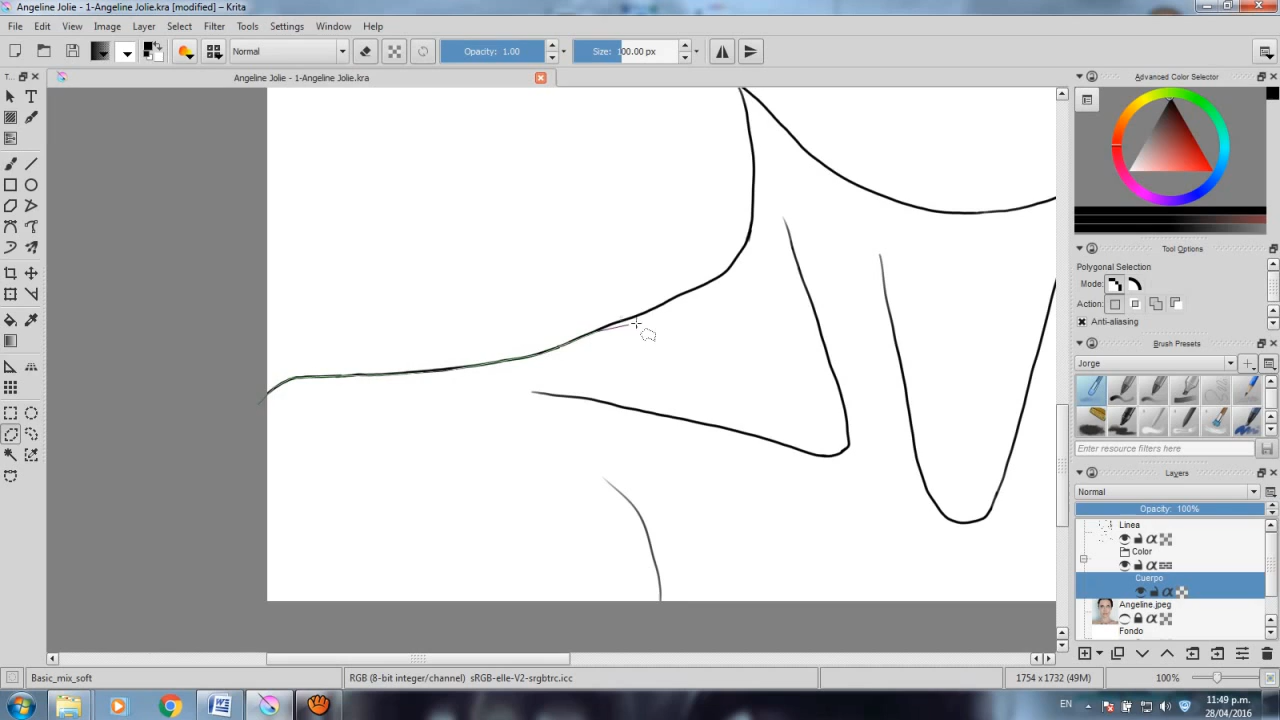 Angeline Jolie - 1-Angeline Jolie.kra [modified] - Krita
File Edit View Image Layer Select Filter Tools Settings Window Help
Normal Opacity: 1.00 Size: 100.00 px
T...
Angeline Jolie - 1-Angeline Jolie.kra
Advanced Color Selector
Tool Options
Polygonal Selection
Mode:
Action:
Anti-aliasing
Brush Presets
Jorge
Enter resource filters here
Layers
Normal
Opacity: 100%
Linea
Color
Cuerpo
Angeline.jpeg
Fondo
Basic_mix_soft
RGB (8-bit integer/channel) sRGB-elle-V2-srgbtrc.icc
1754 x 1732 (49M)
100%
EN
11:49 p.m.
28/04/2016